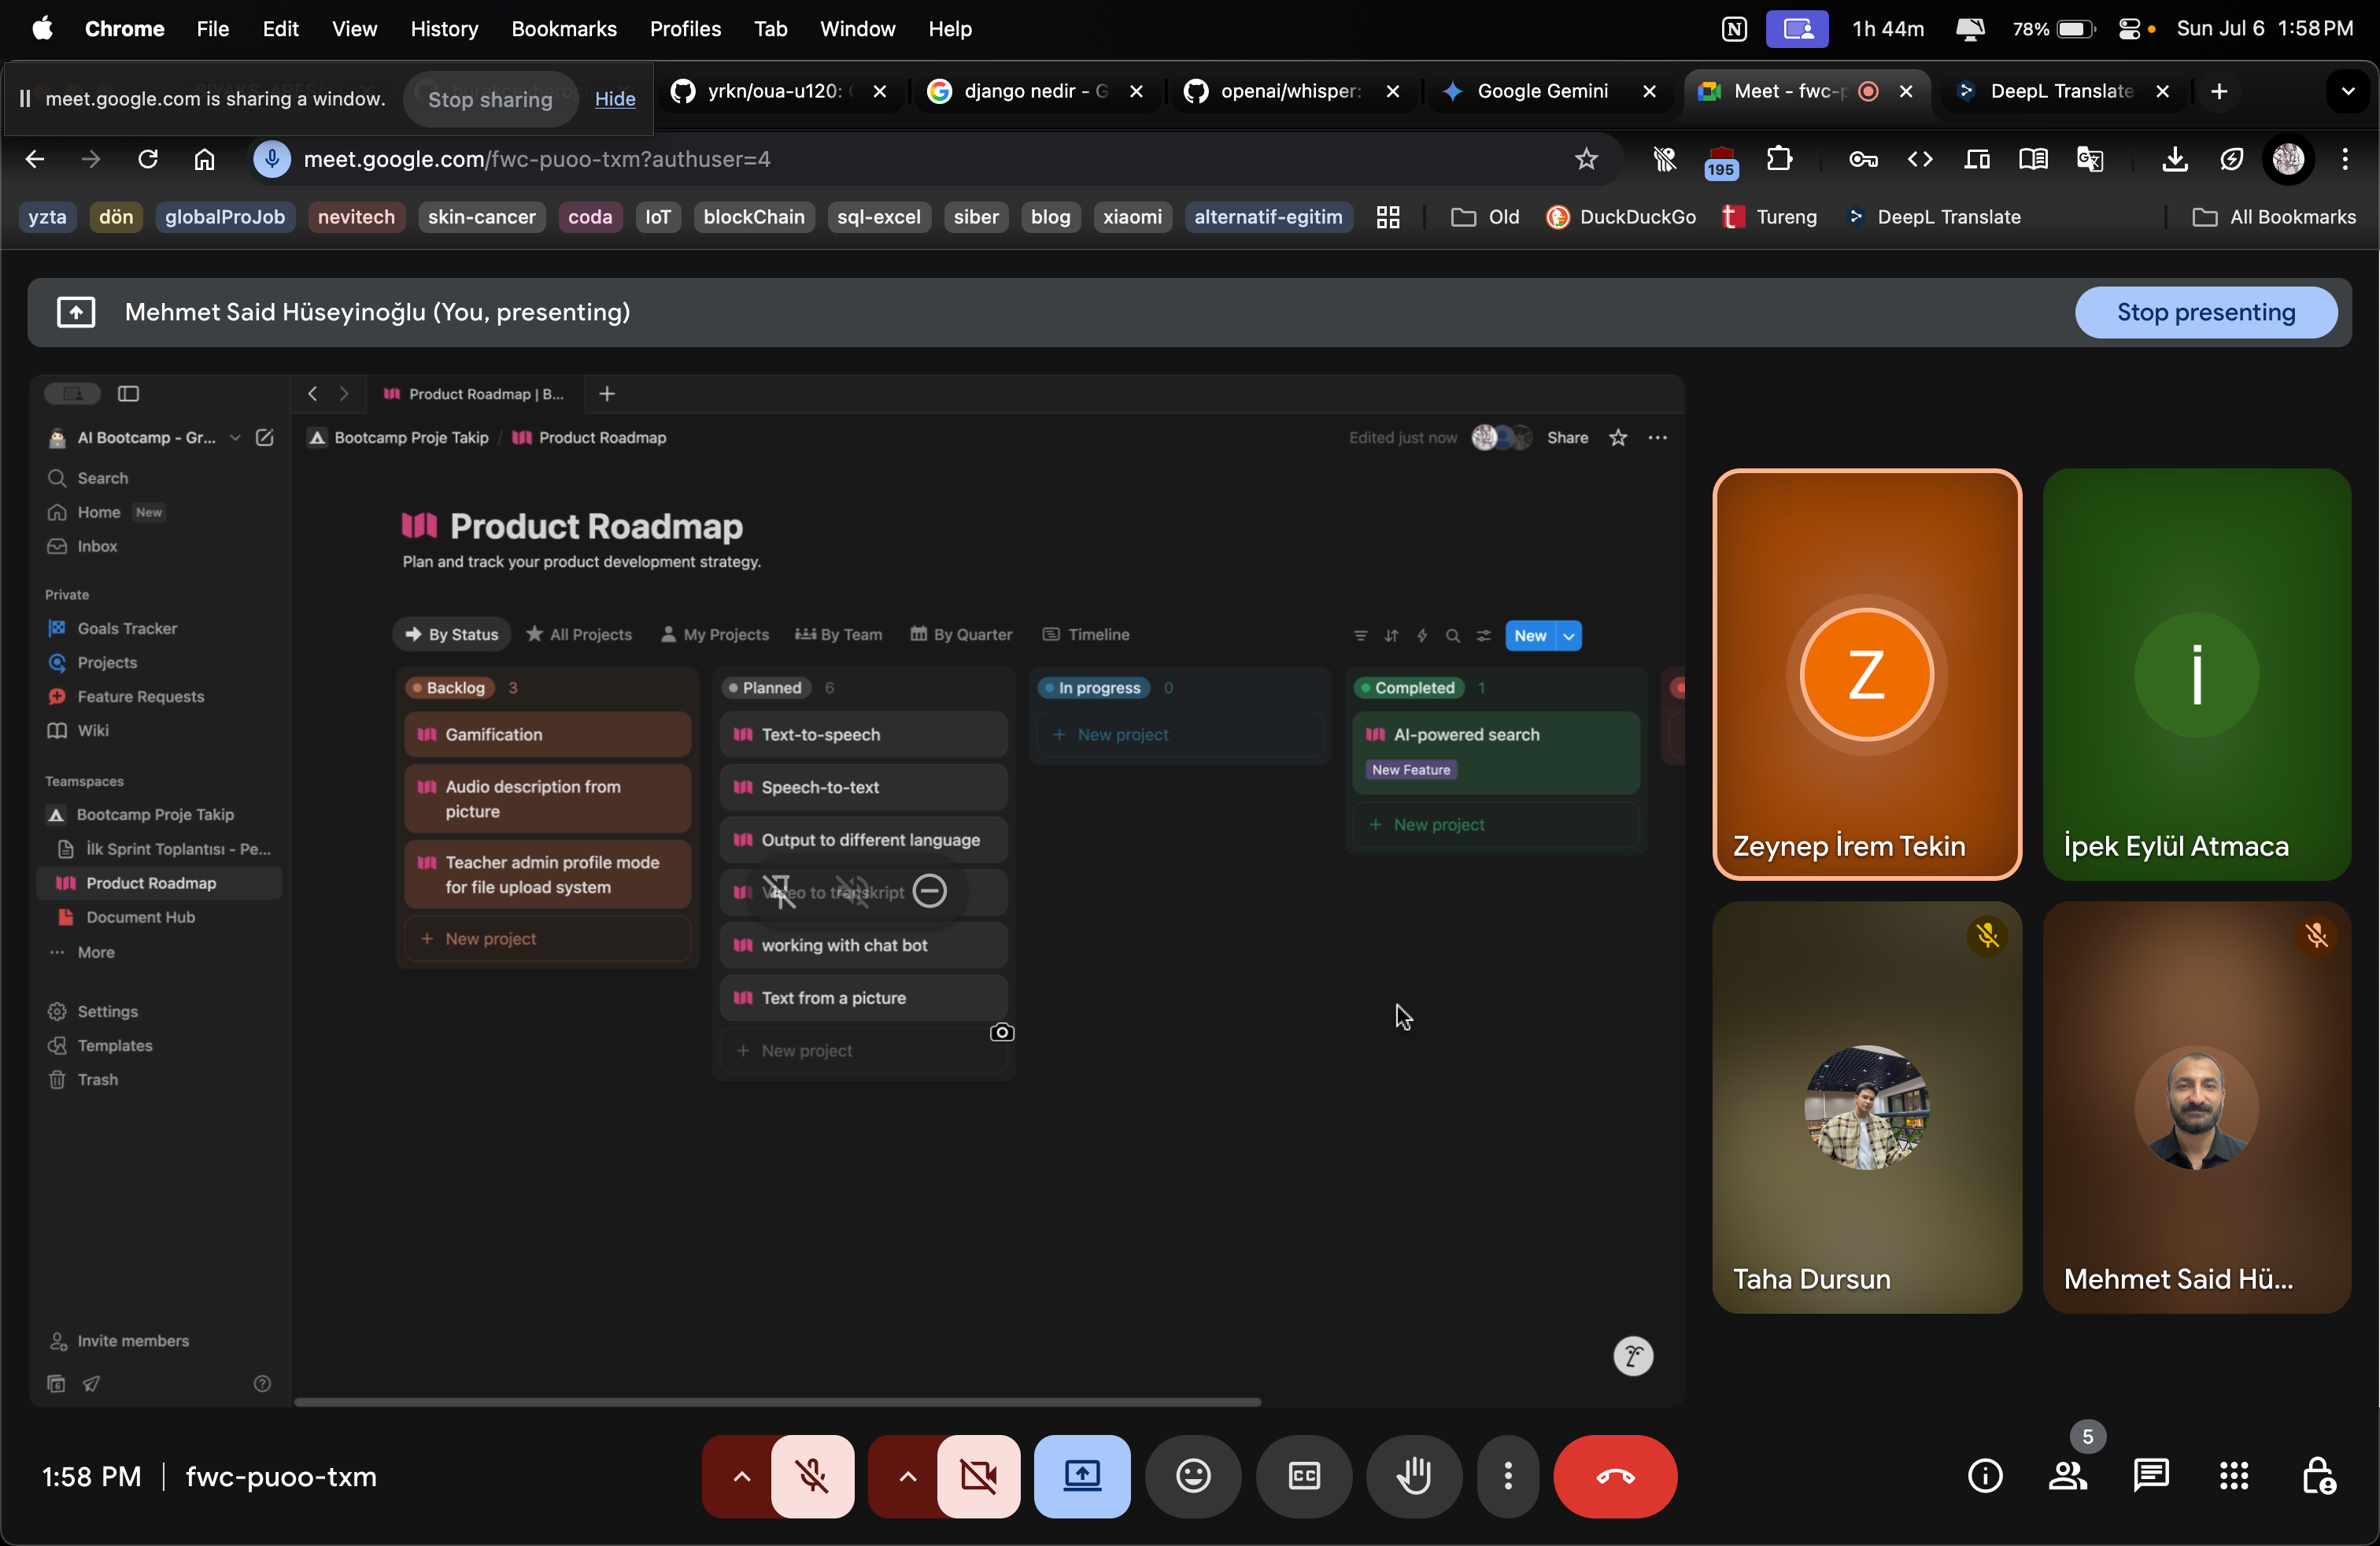 Chrome File Edit View History Bookmarks Profiles Tab Window Help
1h 44m 78% Sun Jul 6 1:58 PM
meet.google.com is sharing a window. Stop sharing Hide
yrkn/oua-u120:
django nedir - G
openai/whisper:
Google Gemini
Meet - fwc-p
DeepL Translate
meet.google.com/fwc-puoo-txm?authuser=4
195
yzta dön globalProJob nevitech skin-cancer coda IoT blockChain sql-excel siber blog xiaomi alternatif-egitim Old DuckDuckGo Tureng DeepL Translate All Bookmarks
Mehmet Said Hüseyinoğlu (You, presenting)
Stop presenting
Product Roadmap | B...
AI Bootcamp - Gr...
Bootcamp Proje Takip / Product Roadmap
Edited just now Share
Search
Home New
Inbox
Private
Goals Tracker
Projects
Feature Requests
Wiki
Teamspaces
Bootcamp Proje Takip
İlk Sprint Toplantısı - Pe...
Product Roadmap
Document Hub
More
Settings
Templates
Trash
Invite members
Product Roadmap
Plan and track your product development strategy.
By Status All Projects My Projects By Team By Quarter Timeline
New
Backlog 3
Gamification
Audio description from
picture
Teacher admin profile mode
for file upload system
+ New project
Planned 6
Text-to-speech
Speech-to-text
Output to different language
Video to transkript
working with chat bot
Text from a picture
+ New project
In progress 0
+ New project
Completed 1
AI-powered search
New Feature
+ New project
Z
Zeynep İrem Tekin
i
İpek Eylül Atmaca
Taha Dursun
Mehmet Said Hü...
1:58 PM | fwc-puoo-txm
CC
5